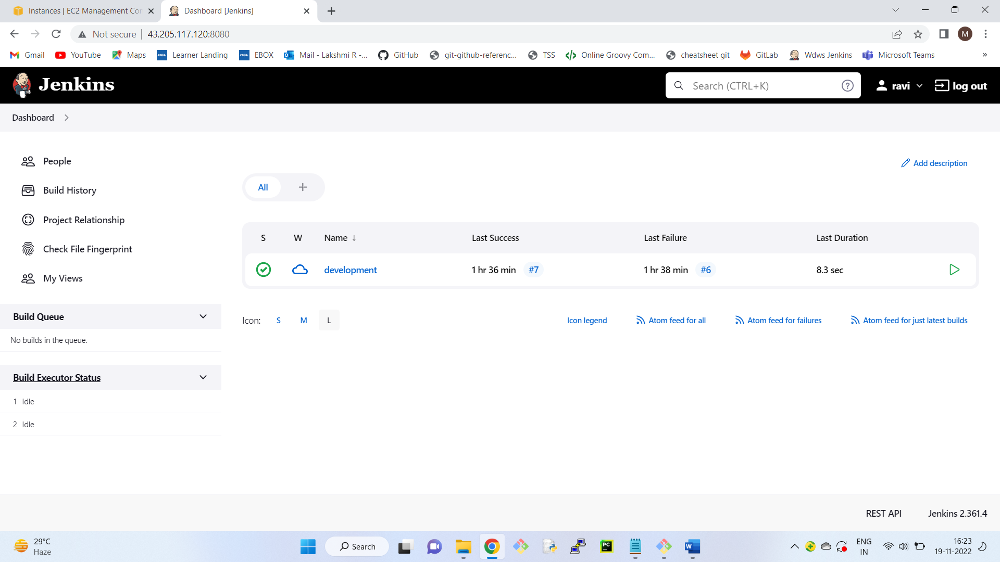 Instances | EC2 Management Con
Dashboard [Jenkins]
Not secure | 43.205.117.120:8080
M
Gmail YouTube Maps HCL Learner Landing HCL EBOX Mail - Lakshmi R -... GitHub git-github-referenc... TSS Online Groovy Com... cheatsheet git GitLab Wdws Jenkins Microsoft Teams »
Jenkins
Search (CTRL+K)
ravi
log out
Dashboard
People
Build History
Project Relationship
Check File Fingerprint
My Views
Build Queue
No builds in the queue.
Build Executor Status
1 Idle
2 Idle
Add description
All +
S W Name ↓ Last Success Last Failure Last Duration
development 1 hr 36 min #7 1 hr 38 min #6 8.3 sec
Icon: S M L
Icon legend Atom feed for all Atom feed for failures Atom feed for just latest builds
REST API Jenkins 2.361.4
29°C
Haze
Search
PC
W
ENG
IN
16:23
19-11-2022